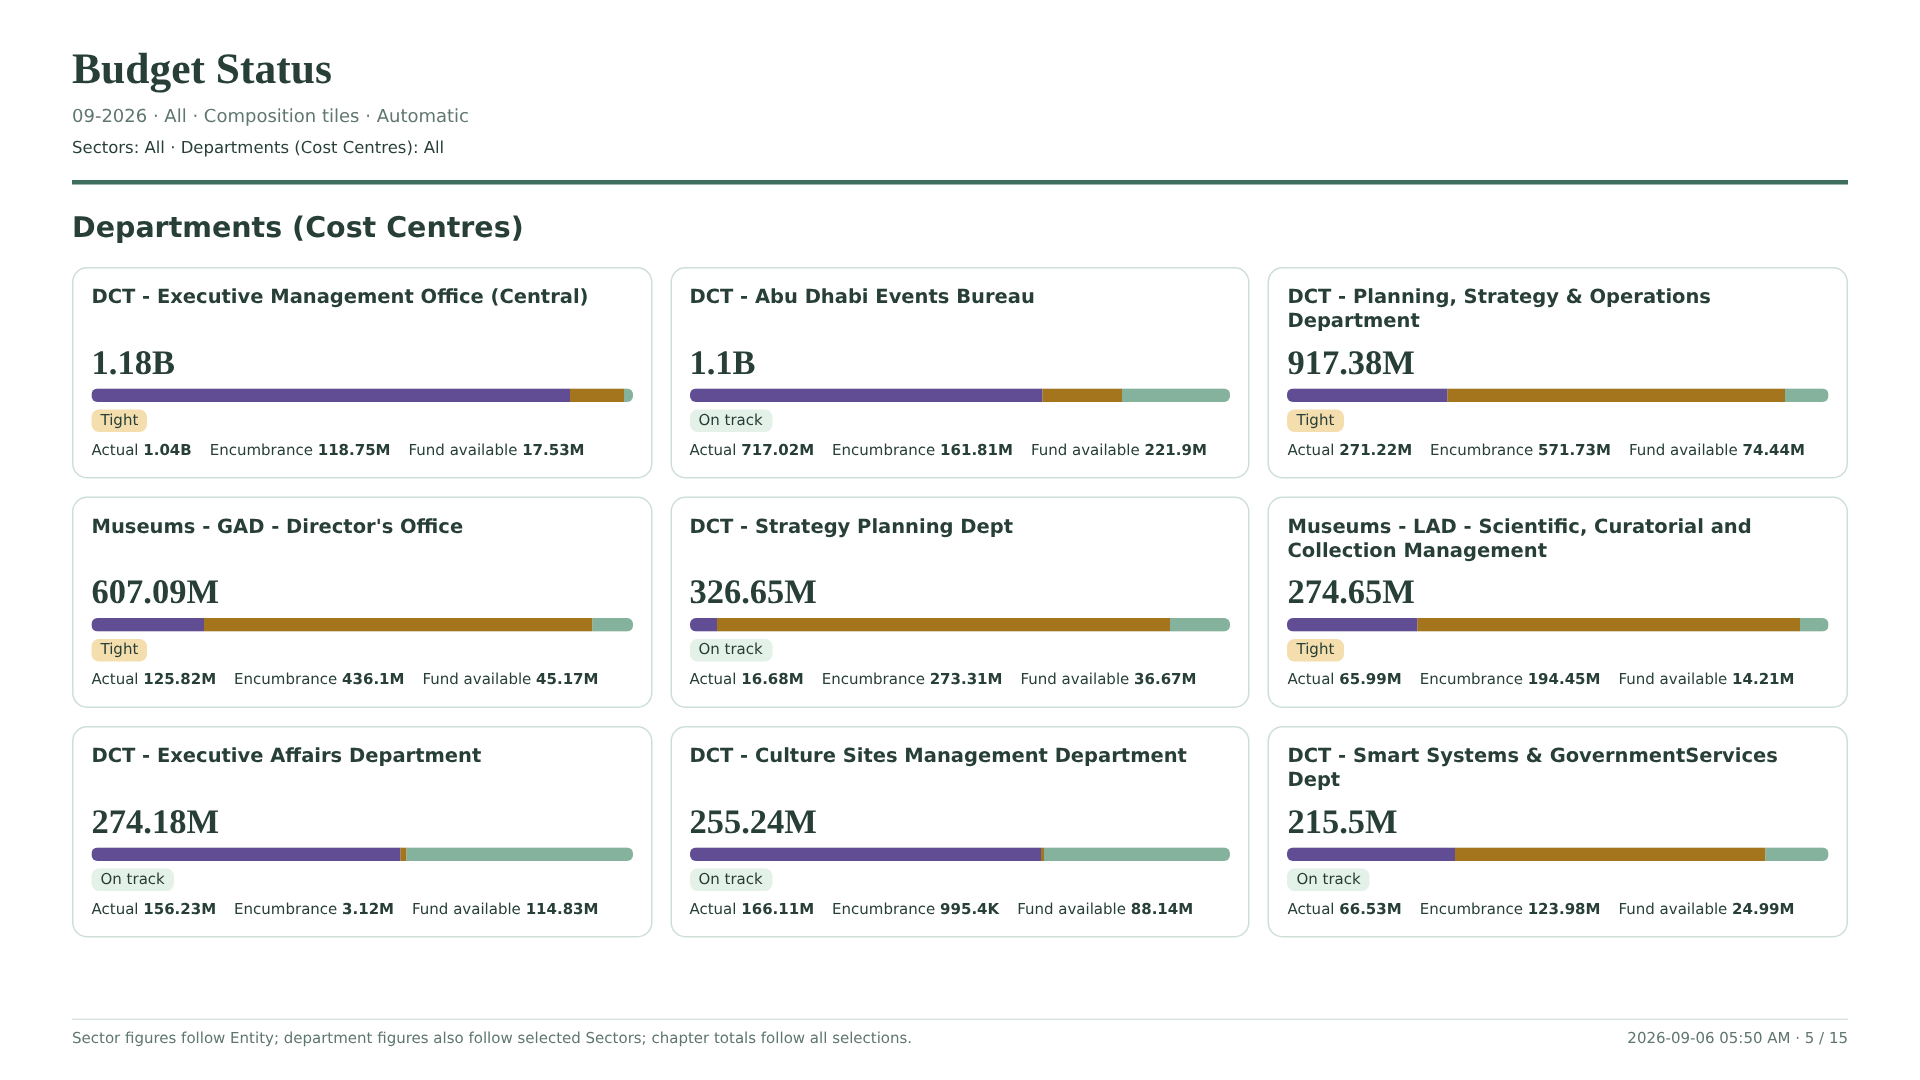 Budget Status
09-2026 · All · Composition tiles · Automatic
Sectors: All · Departments (Cost Centres): All
Departments (Cost Centres)
DCT - Executive Management Office (Central)
1.18B
Tight
Actual 1.04B Encumbrance 118.75M Fund available 17.53M
DCT - Abu Dhabi Events Bureau
1.1B
On track
Actual 717.02M Encumbrance 161.81M Fund available 221.9M
DCT - Planning, Strategy & Operations
Department
917.38M
Tight
Actual 271.22M Encumbrance 571.73M Fund available 74.44M
Museums - GAD - Director's Office
607.09M
Tight
Actual 125.82M Encumbrance 436.1M Fund available 45.17M
DCT - Strategy Planning Dept
326.65M
On track
Actual 16.68M Encumbrance 273.31M Fund available 36.67M
Museums - LAD - Scientific, Curatorial and
Collection Management
274.65M
Tight
Actual 65.99M Encumbrance 194.45M Fund available 14.21M
DCT - Executive Affairs Department
274.18M
On track
Actual 156.23M Encumbrance 3.12M Fund available 114.83M
DCT - Culture Sites Management Department
255.24M
On track
Actual 166.11M Encumbrance 995.4K Fund available 88.14M
DCT - Smart Systems & GovernmentServices
Dept
215.5M
On track
Actual 66.53M Encumbrance 123.98M Fund available 24.99M
Sector figures follow Entity; department figures also follow selected Sectors; chapter totals follow all selections.
2026-09-06 05:50 AM · 5 / 15